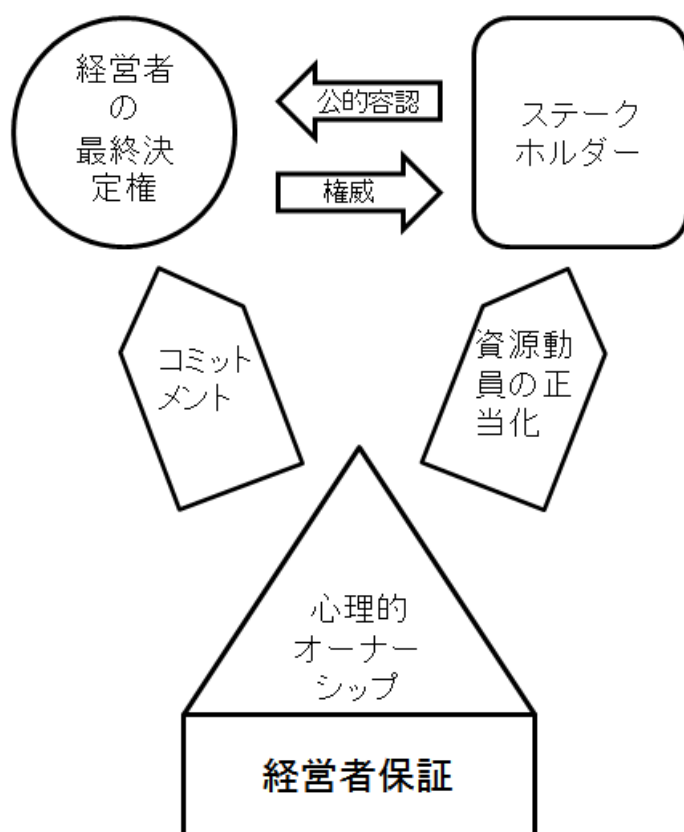 経営者
の
最終決
定権
公的容認
権威
ステーク
ホルダー
コミット
メント
資源動
員の正
当化
心理的
オーナー
シップ
経営者保証